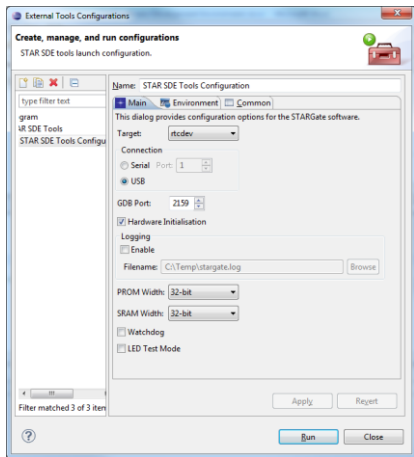 External Tools Configurations
Create, manage, and run configurations
STAR SDE tools launch configuration.
type filter text
gram
R SDE Tools
STAR SDE Tools Configu
Filter matched 3 of 3 iten
Name: STAR SDE Tools Configuration
Main Environment Common
This dialog provides configuration options for the STARGate software.
Target: rtcdev
Connection
Serial Port: 1
USB
GDB Port: 2159
Hardware Initialisation
Logging
Enable
Filename: C:\Temp\stargate.log Browse
PROM Width: 32-bit
SRAM Width: 32-bit
Watchdog
LED Test Mode
Apply Revert
? Run Close